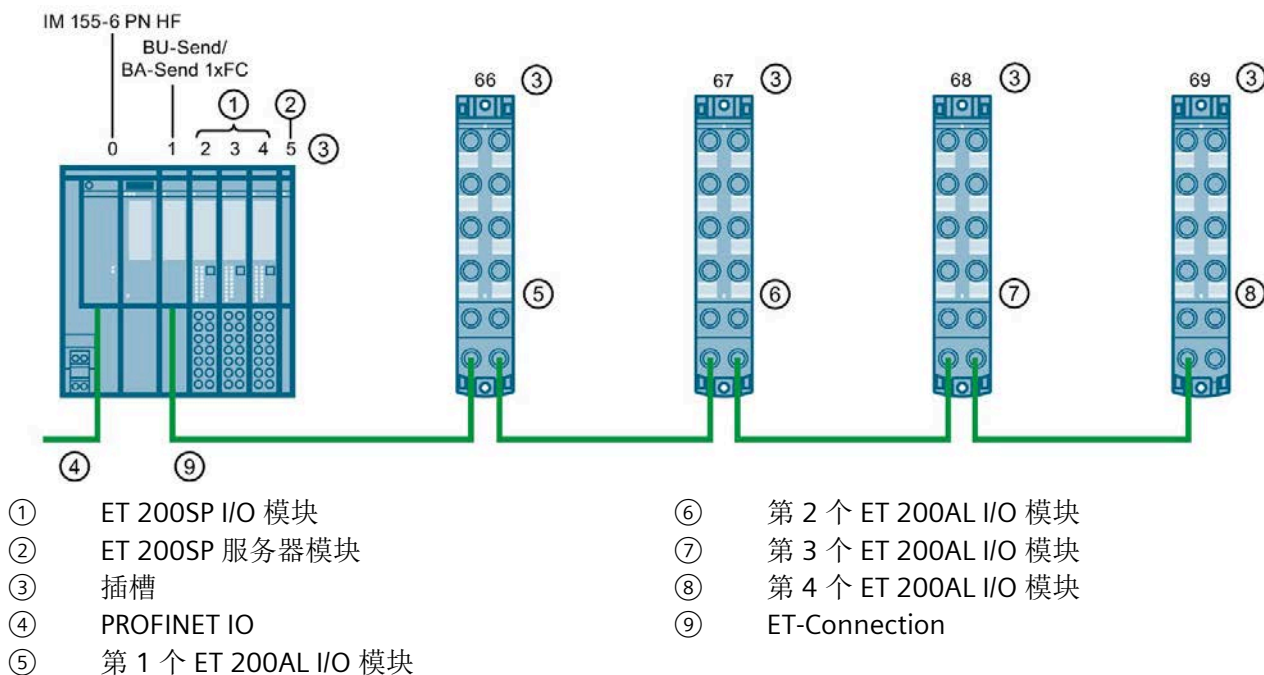 IM 155-6 PN HF
BU-Send/
BA-Send 1xFC
① ②
0 1 2 3 4 5 ③
66 ③
67 ③
68 ③
69 ③
⑤
⑥
⑦
⑧
④ ⑨
① ET 200SP I/O 模块
② ET 200SP 服务器模块
③ 插槽
④ PROFINET IO
⑤ 第 1 个 ET 200AL I/O 模块
⑥ 第 2 个 ET 200AL I/O 模块
⑦ 第 3 个 ET 200AL I/O 模块
⑧ 第 4 个 ET 200AL I/O 模块
⑨ ET-Connection